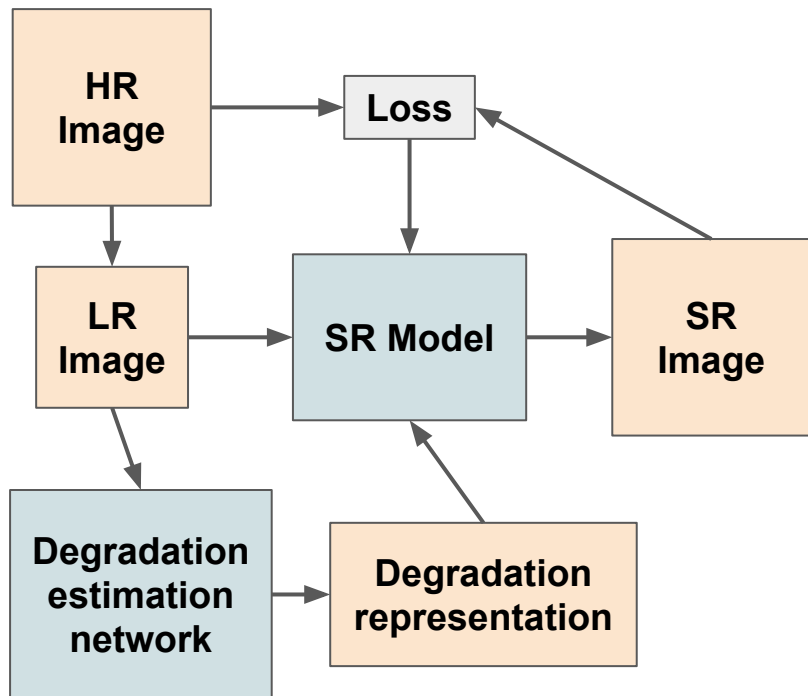 HR
Image
Loss
LR
Image
SR Model
SR
Image
Degradation
estimation
network
Degradation
representation